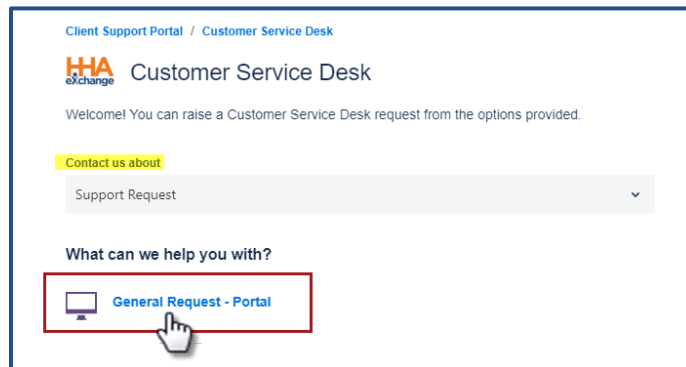 Client Support Portal / Customer Service Desk
HHA
eXchange
Customer Service Desk
Welcome! You can raise a Customer Service Desk request from the options provided.
Contact us about
Support Request
What can we help you with?
General Request - Portal